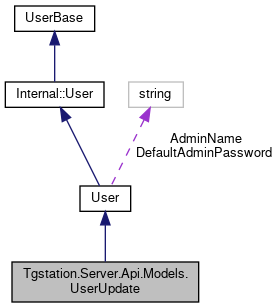 UserBase
Internal::User
string
AdminName
DefaultAdminPassword
User
Tgstation.Server.Api.Models.
UserUpdate